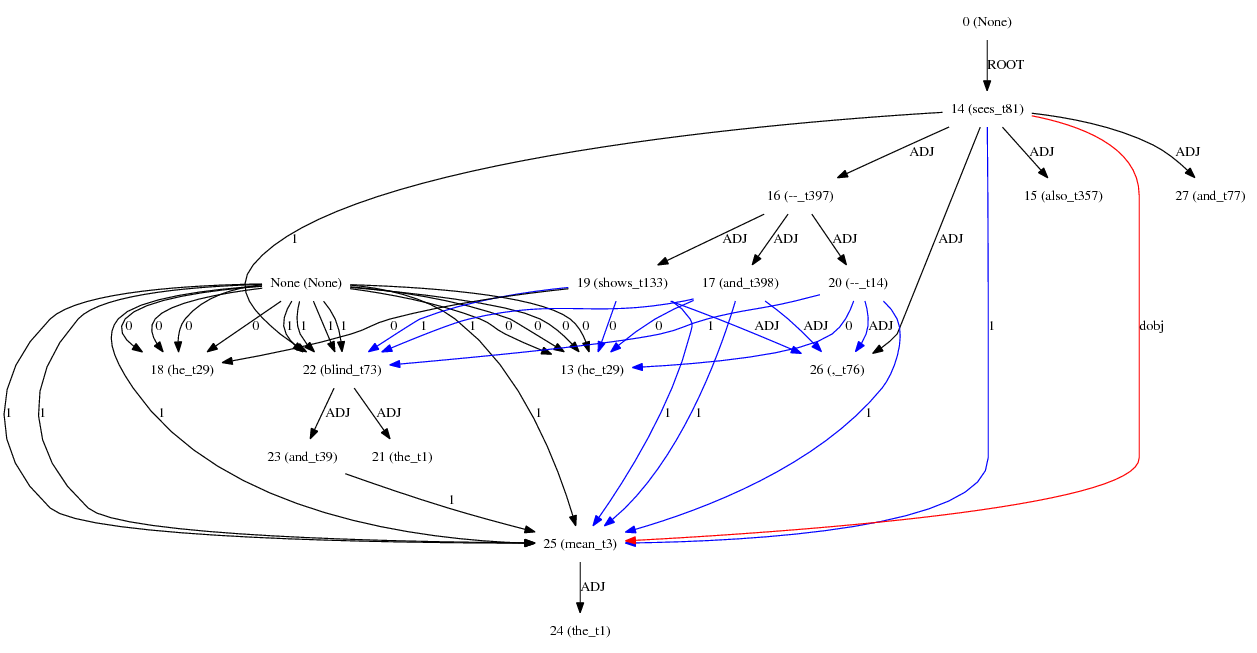 0 (None)
ROOT
14 (sees_t81)
ADJ ADJ ADJ
16 (--_t397) 15 (also_t357) 27 (and_t77)
1 ADJ ADJ ADJ ADJ
None (None) 19 (shows_t133) 17 (and_t398) 20 (--_t14)
0 0 0 0 1 1 1 1 0 1 1 0 0 0 0 0 0 1 ADJ ADJ 0 ADJ 1 dobj
18 (he_t29) 22 (blind_t73) 13 (he_t29) 26 (,_t76)
1 1 1 ADJ ADJ 1 1 1 1
23 (and_t39) 21 (the_t1)
1
25 (mean_t3)
ADJ
24 (the_t1)